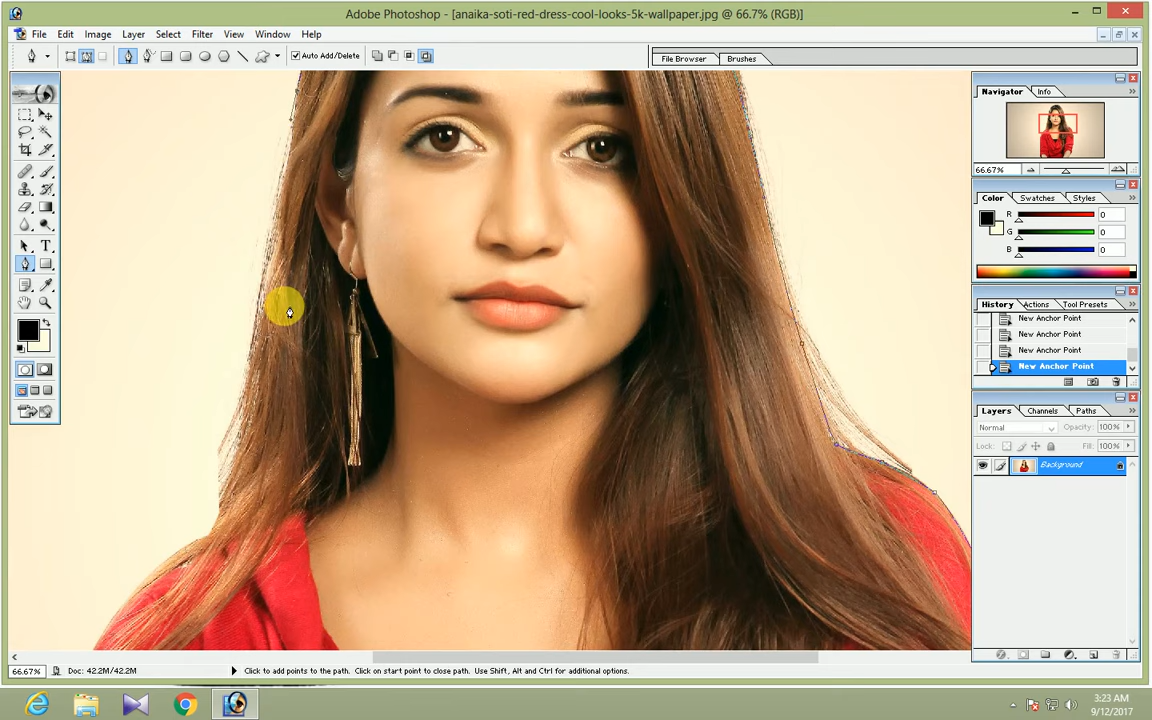 Adobe Photoshop - [anaika-soti-red-dress-cool-looks-5k-wallpaper.jpg @ 66.7% (RGB)]
File Edit Image Layer Select Filter View Window Help
Auto Add/Delete
File Browser Brushes
Navigator Info
66.67%
Color Swatches Styles
R 0
G 0
B 0
History Actions Tool Presets
New Anchor Point
New Anchor Point
New Anchor Point
New Anchor Point
Layers Channels Paths
Normal Opacity: 100%
Lock: Fill: 100%
Background
T
66.67% Doc: 42.2M/42.2M Click to add points to the path. Click on start point to close path. Use Shift, Alt and Ctrl for additional options.
3:23 AM
9/12/2017